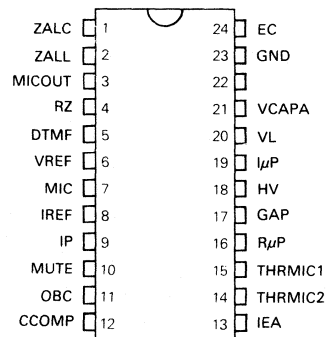 ZALC 1 24 EC
ZALL 2 23 GND
MICOUT 3 22
RZ 4 21 VCAPA
DTMF 5 20 VL
VREF 6 19 IμP
MIC 7 18 HV
IREF 8 17 GAP
IP 9 16 RμP
MUTE 10 15 THRMIC1
OBC 11 14 THRMIC2
CCOMP 12 13 IEA